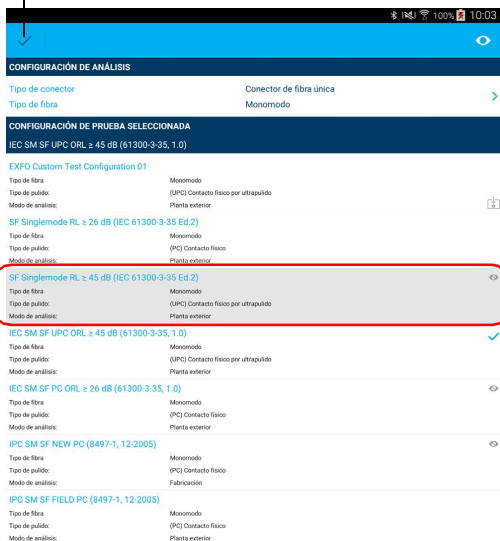 100% 10:03
CONFIGURACIÓN DE ANÁLISIS
Tipo de conector Conector de fibra única
Tipo de fibra Monomodo
CONFIGURACIÓN DE PRUEBA SELECCIONADA
IEC SM SF UPC ORL ≥ 45 dB (61300-3-35, 1.0)
EXFO Custom Test Configuration 01
Tipo de fibra Monomodo
Tipo de pulido: (UPC) Contacto físico por ultrapulido
Modo de análisis: Planta exterior
SF Singlemode RL ≥ 26 dB (IEC 61300-3-35 Ed.2)
Tipo de fibra Monomodo
Tipo de pulido: (PC) Contacto físico
Modo de análisis: Planta exterior
SF Singlemode RL ≥ 45 dB (IEC 61300-3-35 Ed.2)
Tipo de fibra Monomodo
Tipo de pulido: (UPC) Contacto físico por ultrapulido
Modo de análisis: Planta exterior
IEC SM SF UPC ORL ≥ 45 dB (61300-3-35, 1.0)
Tipo de fibra Monomodo
Tipo de pulido: (UPC) Contacto físico por ultrapulido
Modo de análisis: Planta exterior
IEC SM SF PC ORL ≥ 26 dB (61300-3-35, 1.0)
Tipo de fibra Monomodo
Tipo de pulido: (PC) Contacto físico
Modo de análisis: Planta exterior
IPC SM SF NEW PC (8497-1, 12-2005)
Tipo de fibra Monomodo
Tipo de pulido: (PC) Contacto físico
Modo de análisis: Fabricación
IPC SM SF FIELD PC (8497-1, 12-2005)
Tipo de fibra Monomodo
Tipo de pulido: (PC) Contacto físico
Modo de análisis: Planta exterior